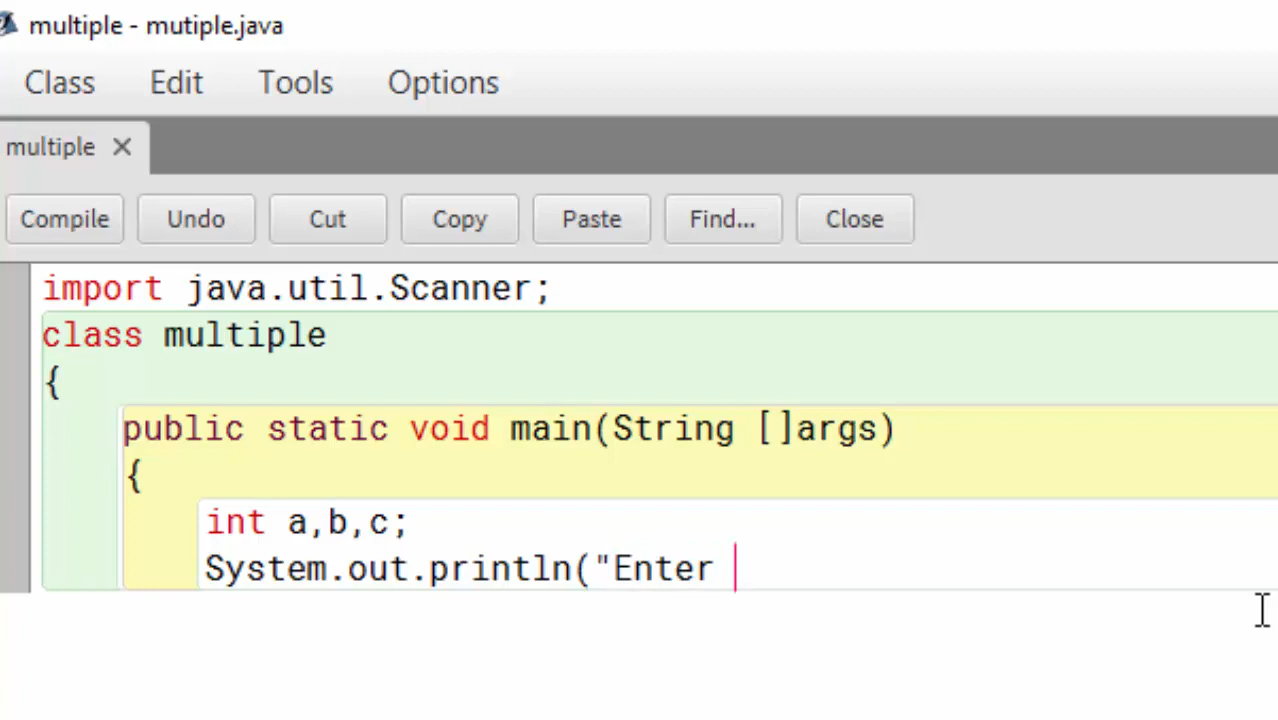 multiple - mutiple.java
Class Edit Tools Options
multiple ✕
Compile Undo Cut Copy Paste Find... Close
import java.util.Scanner;
class multiple
{
public static void main(String []args)
{
int a,b,c;
System.out.println("Enter